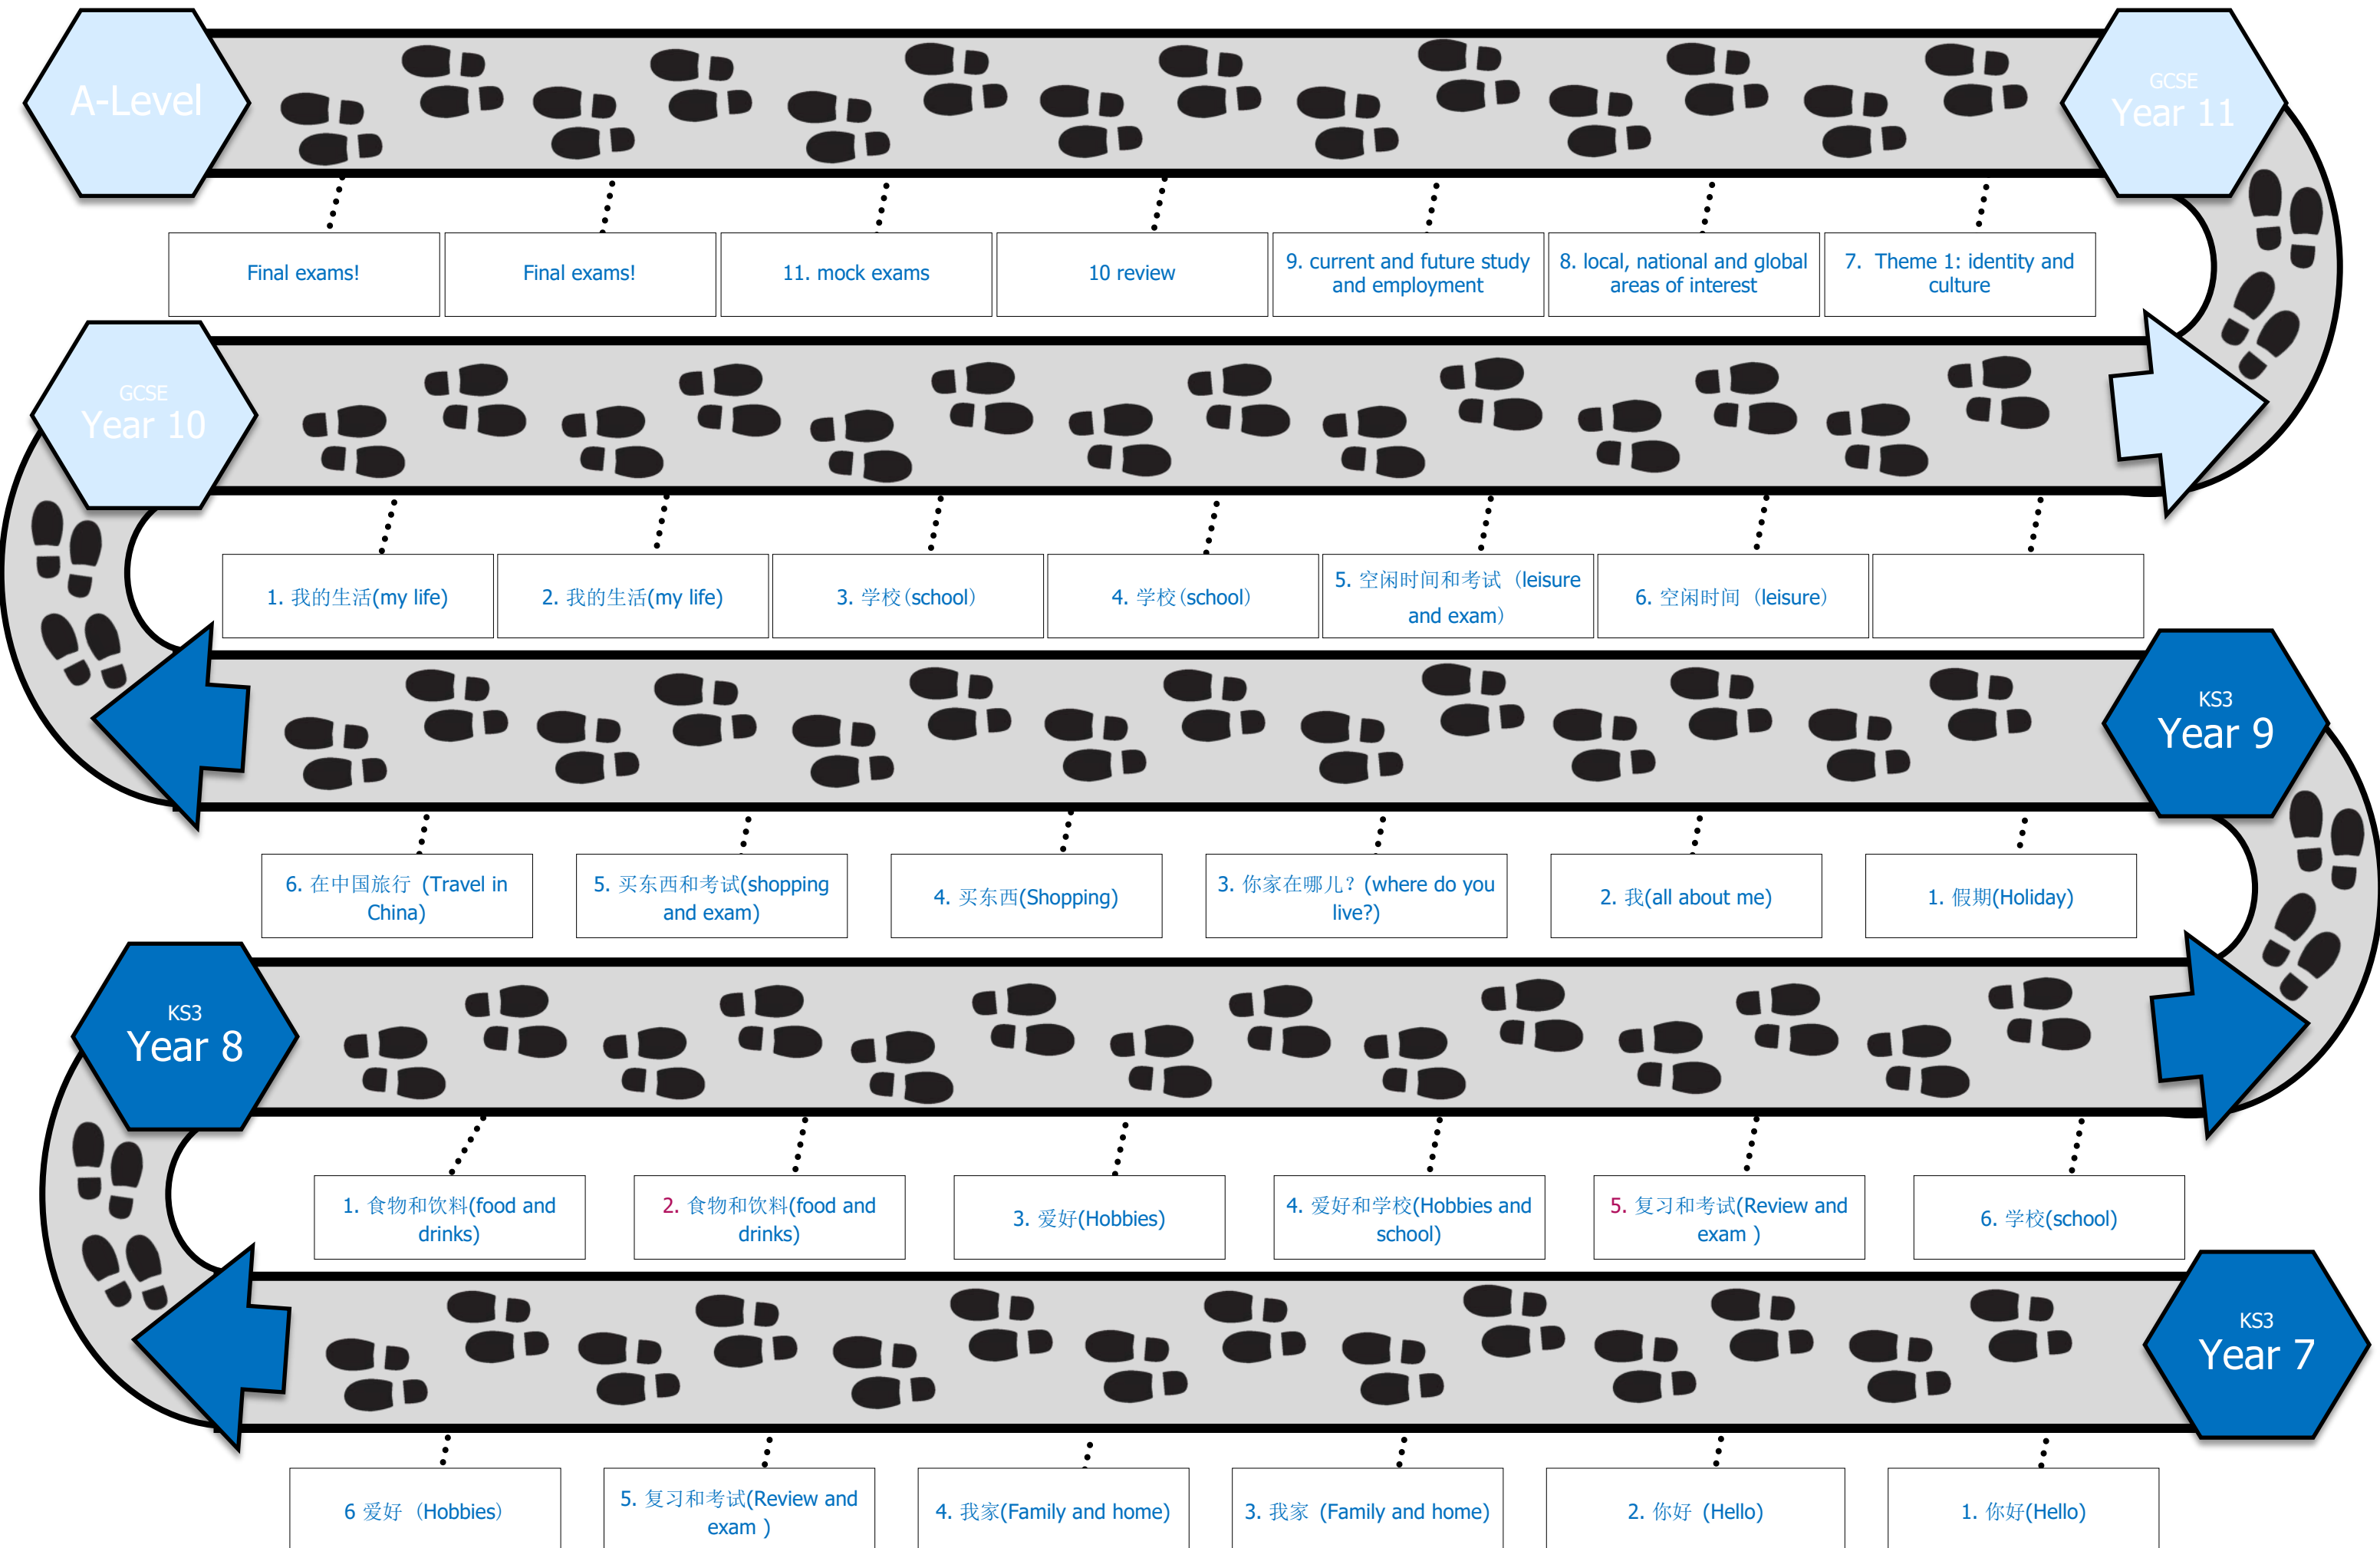 A-Level
GCSE
Year 11
Final exams!
Final exams!
11. mock exams
10 review
9. current and future study
and employment
8. local, national and global
areas of interest
7. Theme 1: identity and
culture
GCSE
Year 10
1. 我的生活(my life)
2. 我的生活(my life)
3. 学校(school）
4. 学校(school）
5. 空闲时间和考试（leisure
and exam）
6. 空闲时间（leisure）
KS3
Year 9
6. 在中国旅行 (Travel in
China)
5. 买东西和考试(shopping
and exam)
4. 买东西(Shopping)
3. 你家在哪儿？(where do you
live?)
2. 我(all about me)
1. 假期(Holiday)
KS3
Year 8
1. 食物和饮料(food and
drinks)
2. 食物和饮料(food and
drinks)
3. 爱好(Hobbies)
4. 爱好和学校(Hobbies and
school)
5. 复习和考试(Review and
exam )
6. 学校(school)
KS3
Year 7
6 爱好（Hobbies）
5. 复习和考试(Review and
exam )
4. 我家(Family and home)
3. 我家 (Family and home)
2. 你好 (Hello)
1. 你好(Hello)